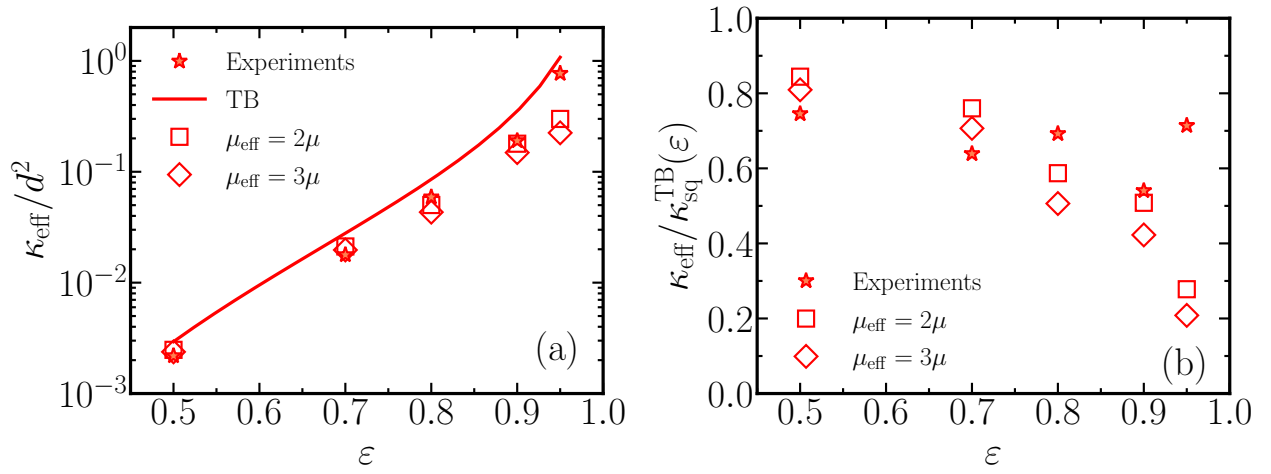 κ_eff/d²
10⁰
10⁻¹
10⁻²
10⁻³
Experiments
TB
μ_eff = 2μ
μ_eff = 3μ
(a)
0.5 0.6 0.7 0.8 0.9 1.0
ε
κ_eff/κ_sq^TB(ε)
1.0
0.8
0.6
0.4
0.2
0.0
Experiments
μ_eff = 2μ
μ_eff = 3μ
(b)
0.5 0.6 0.7 0.8 0.9 1.0
ε